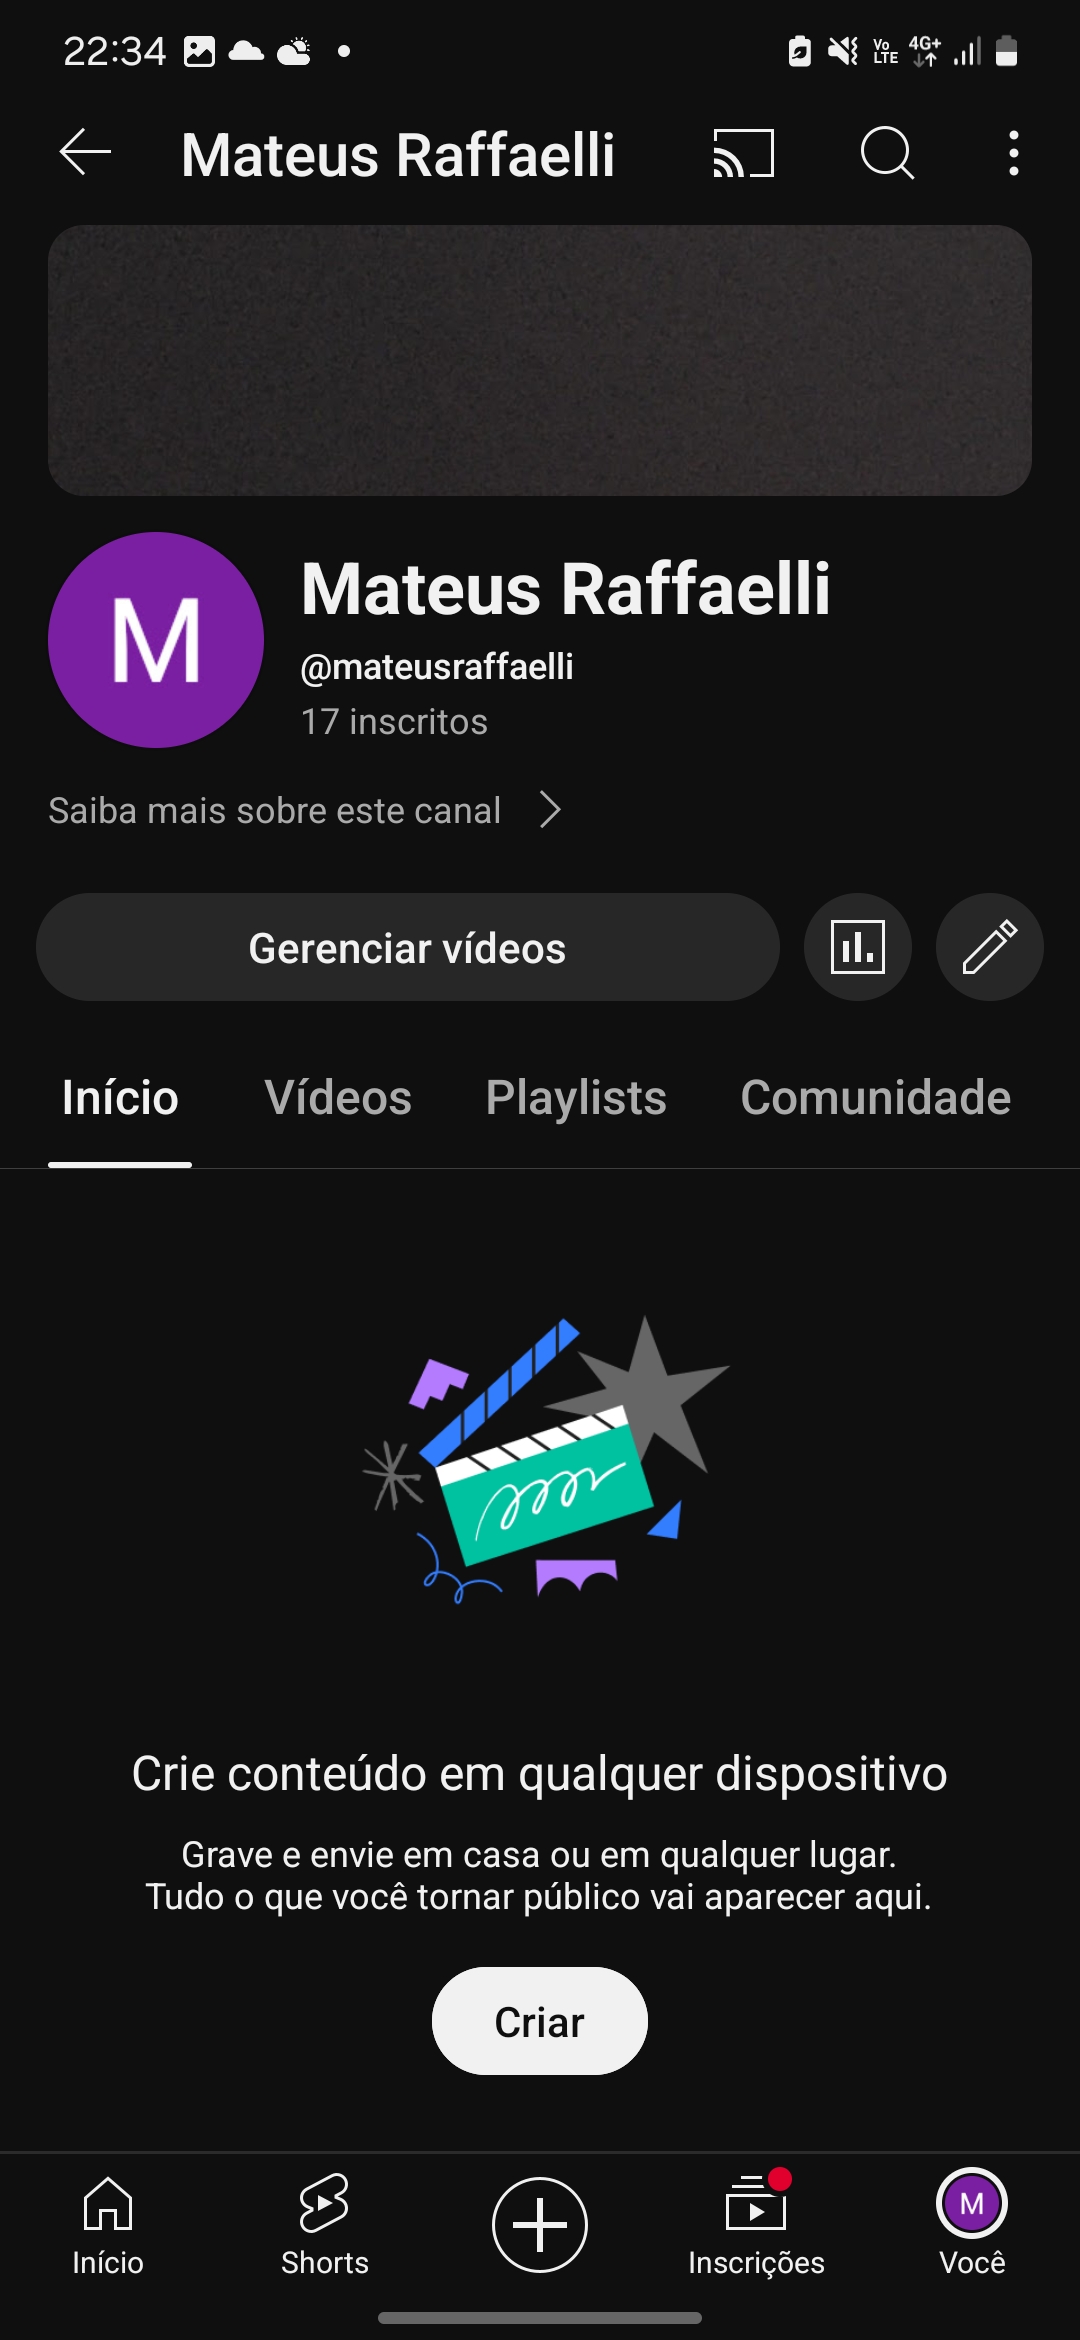 22:34
Vo
LTE
4G+
Mateus Raffaelli
M
Mateus Raffaelli
@mateusraffaelli
17 inscritos
Saiba mais sobre este canal
Gerenciar vídeos
Início Vídeos Playlists Comunidade
Crie conteúdo em qualquer dispositivo
Grave e envie em casa ou em qualquer lugar.
Tudo o que você tornar público vai aparecer aqui.
Criar
M
Início Shorts Inscrições Você